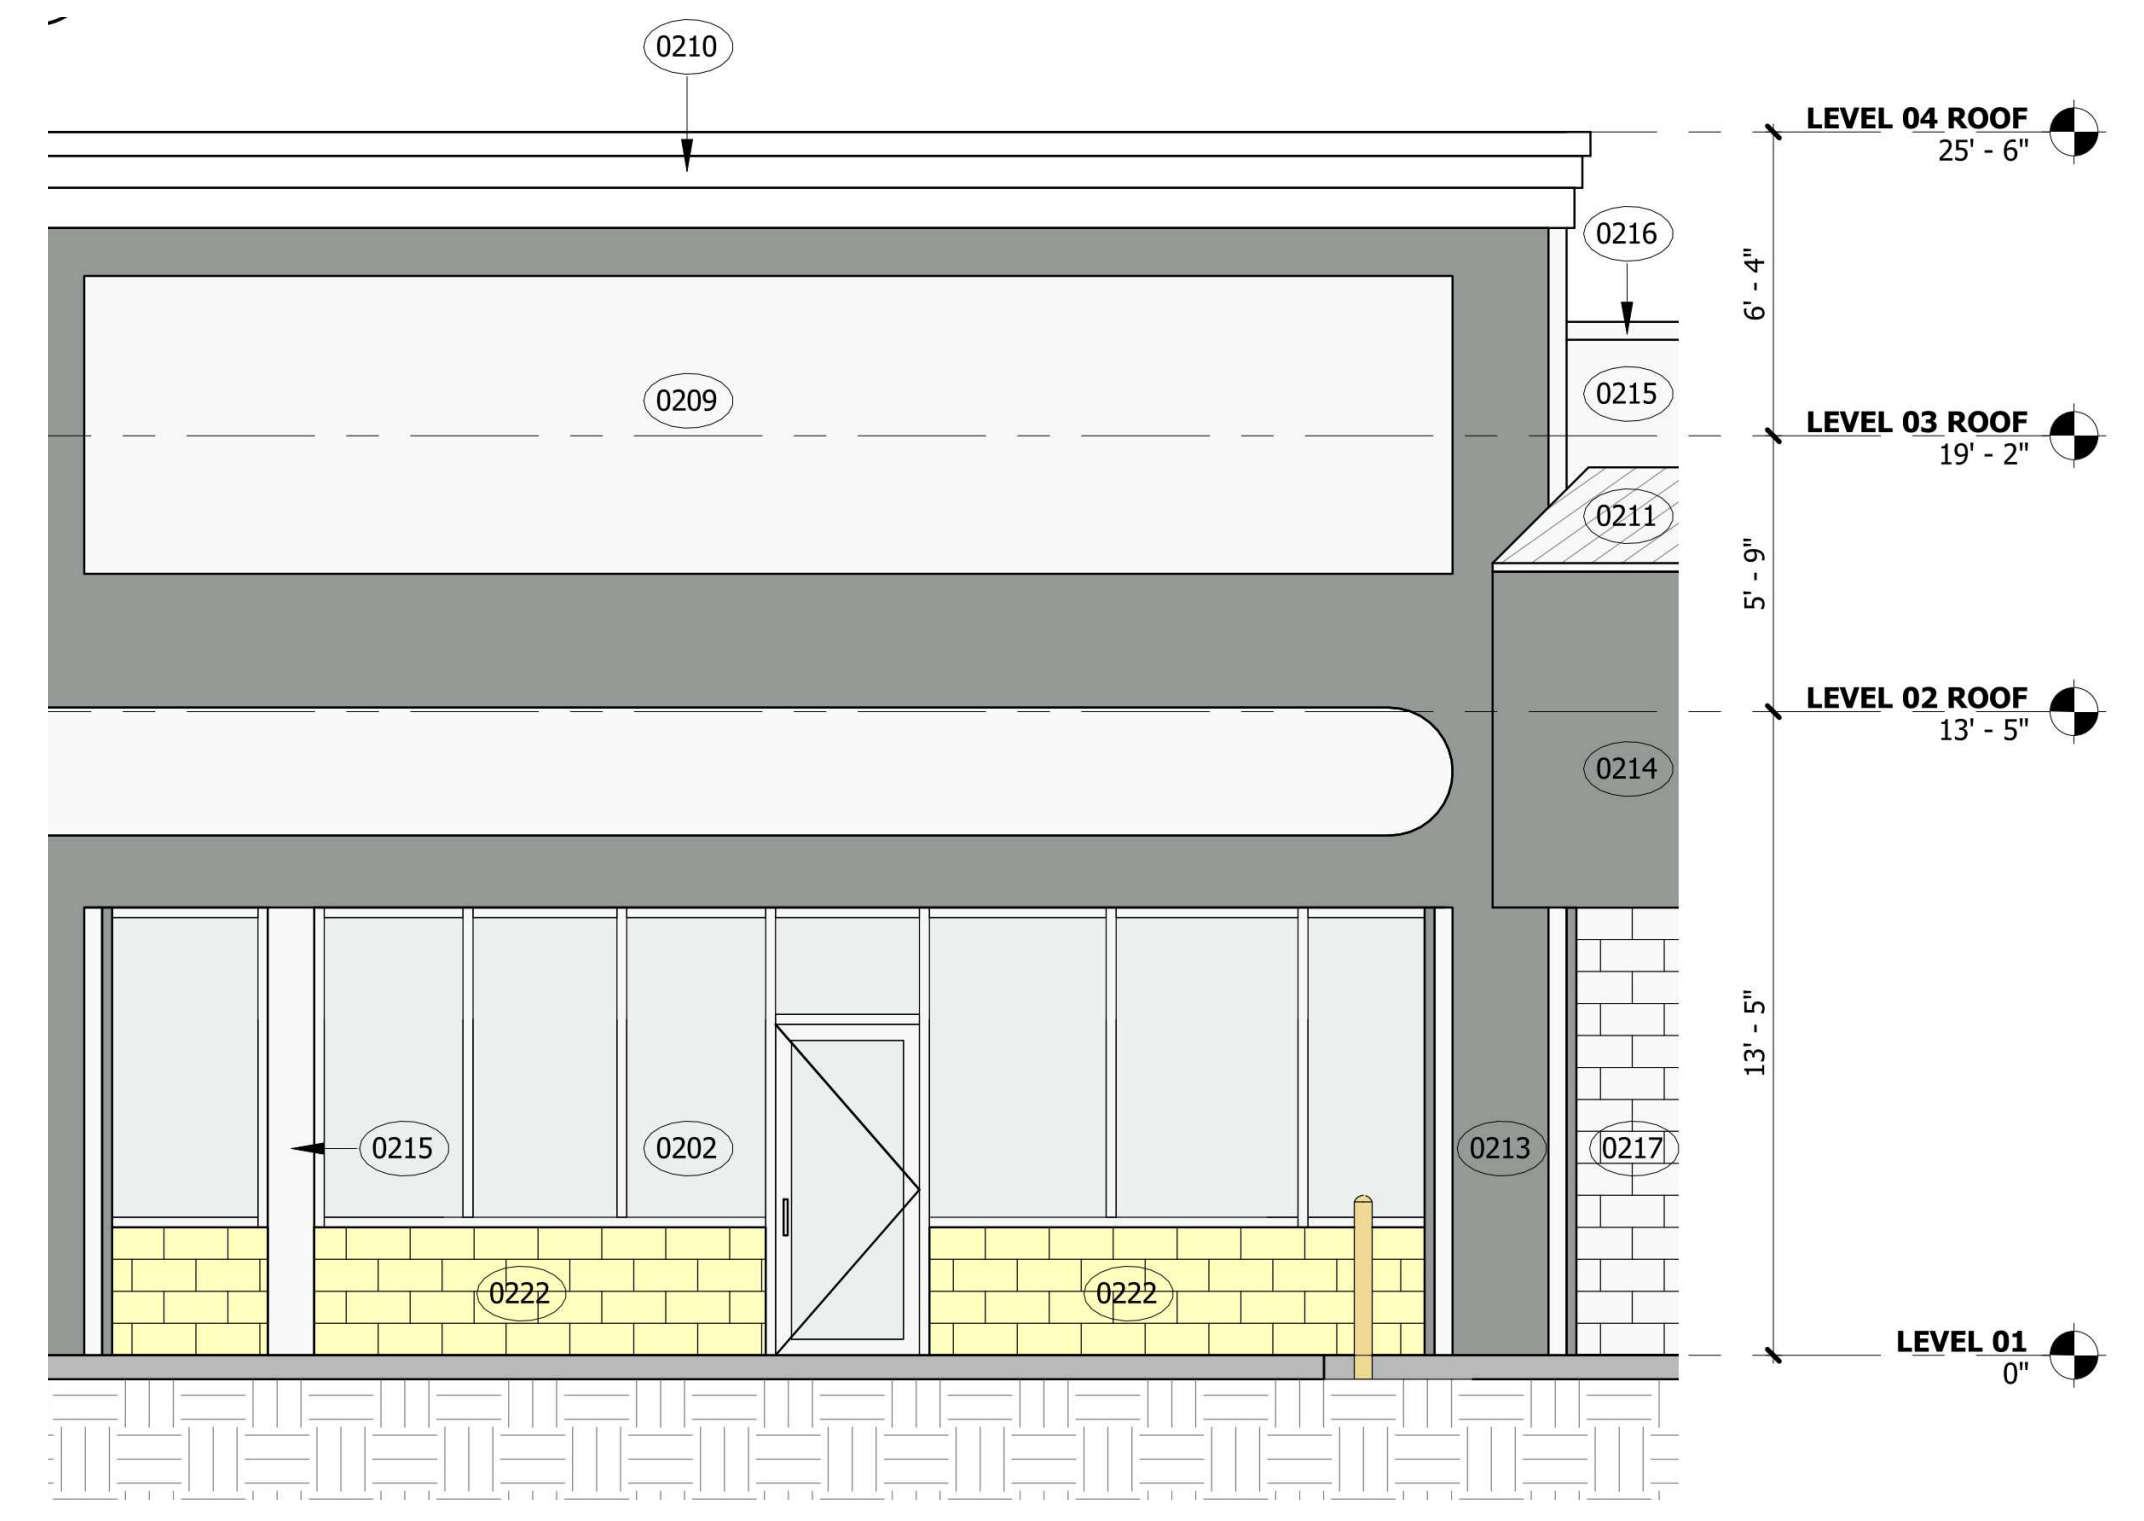 0210
LEVEL 04 ROOF
25' - 6"
0216
6' - 4"
0209
0215
LEVEL 03 ROOF
19' - 2"
0211
5' - 9"
LEVEL 02 ROOF
13' - 5"
0214
13' - 5"
0215
0202
0213
0217
0222
0222
LEVEL 01
0"